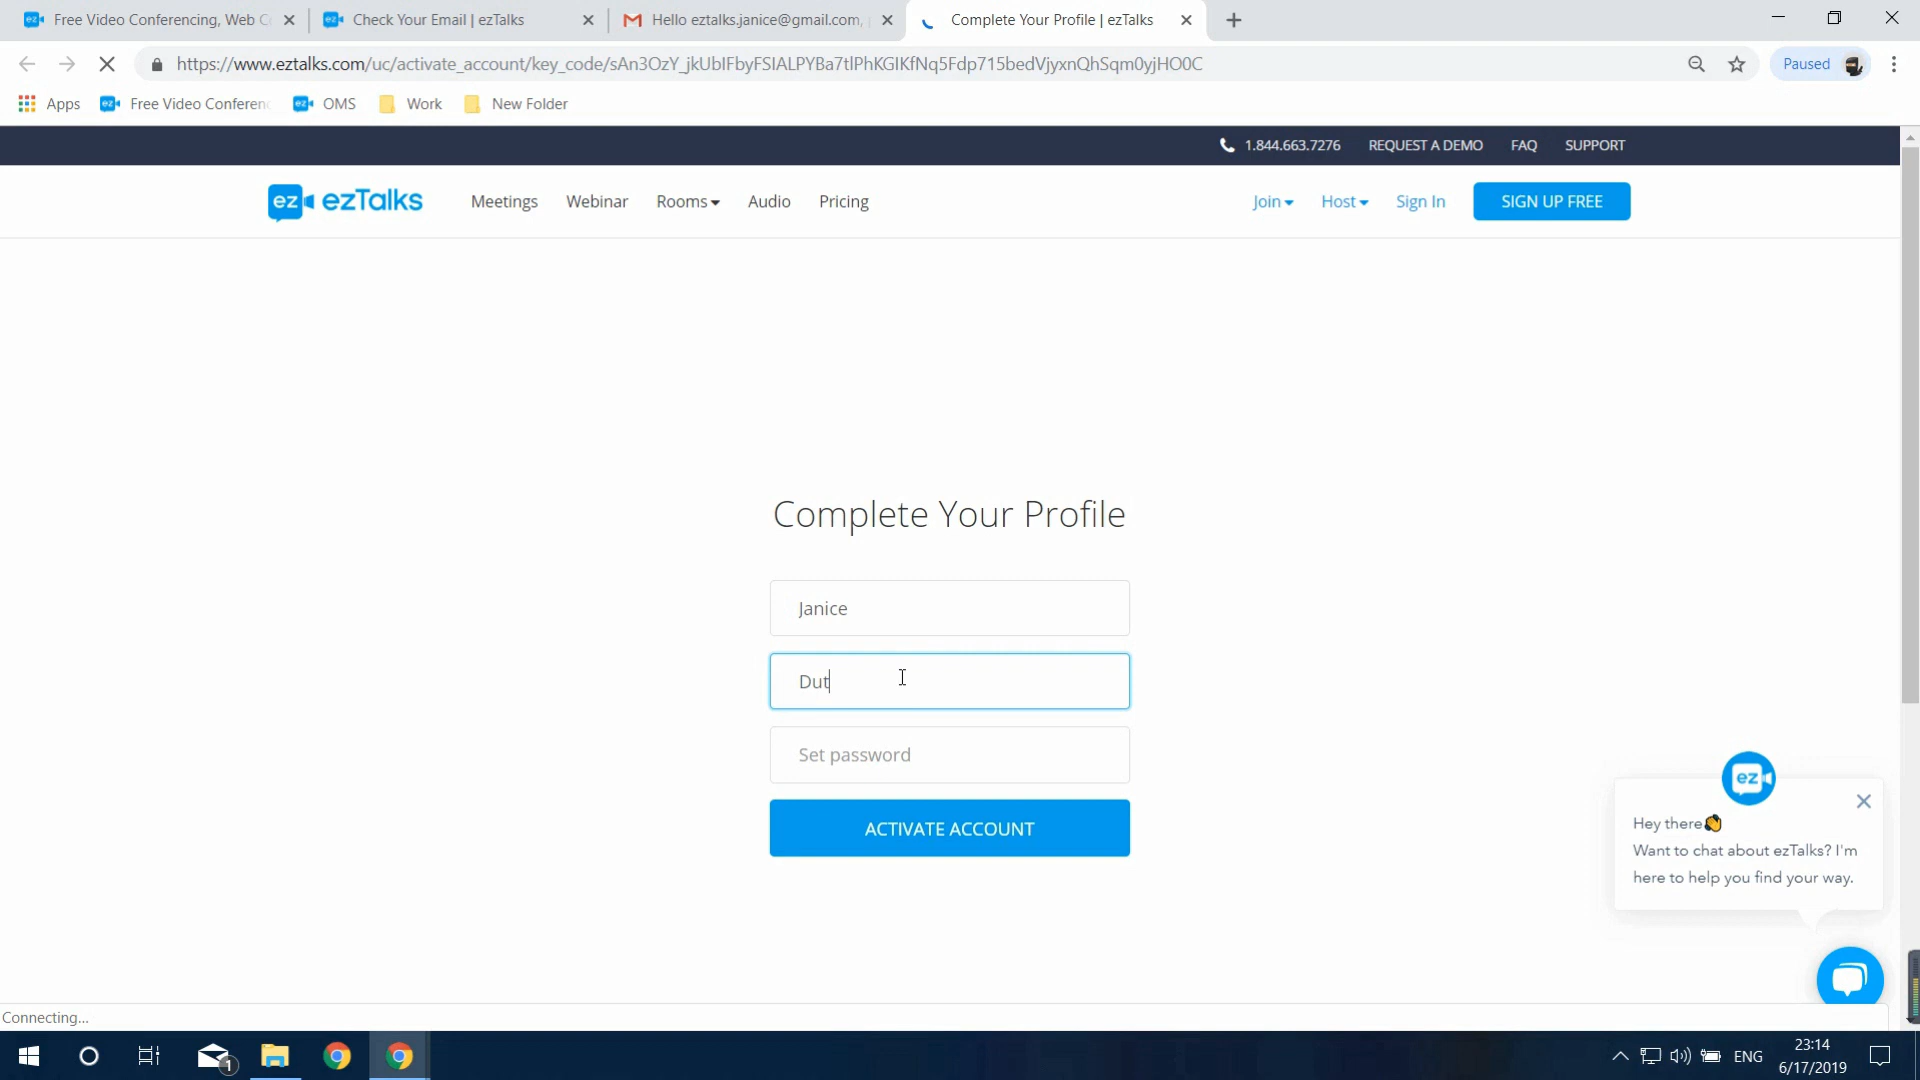 Free Video Conferencing, Web C
Check Your Email | ezTalks
Hello eztalks.janice@gmail.com,
Complete Your Profile | ezTalks
https://www.eztalks.com/uc/activate_account/key_code/sAn3OzY_jkUbIFbyFSIALPYBa7tlPhKGIKfNq5Fdp715bedVjyxnQhSqm0yjHO0C
Paused
Apps
Free Video Conferenc
OMS
Work
New Folder
1.844.663.7276
REQUEST A DEMO
FAQ
SUPPORT
ez ezTalks
Meetings
Webinar
Rooms
Audio
Pricing
Join
Host
Sign In
SIGN UP FREE
Complete Your Profile
Janice
Dut
Set password
ACTIVATE ACCOUNT
ez
Hey there
Want to chat about ezTalks? I'm
here to help you find your way.
Connecting...
1
ENG
23:14
6/17/2019